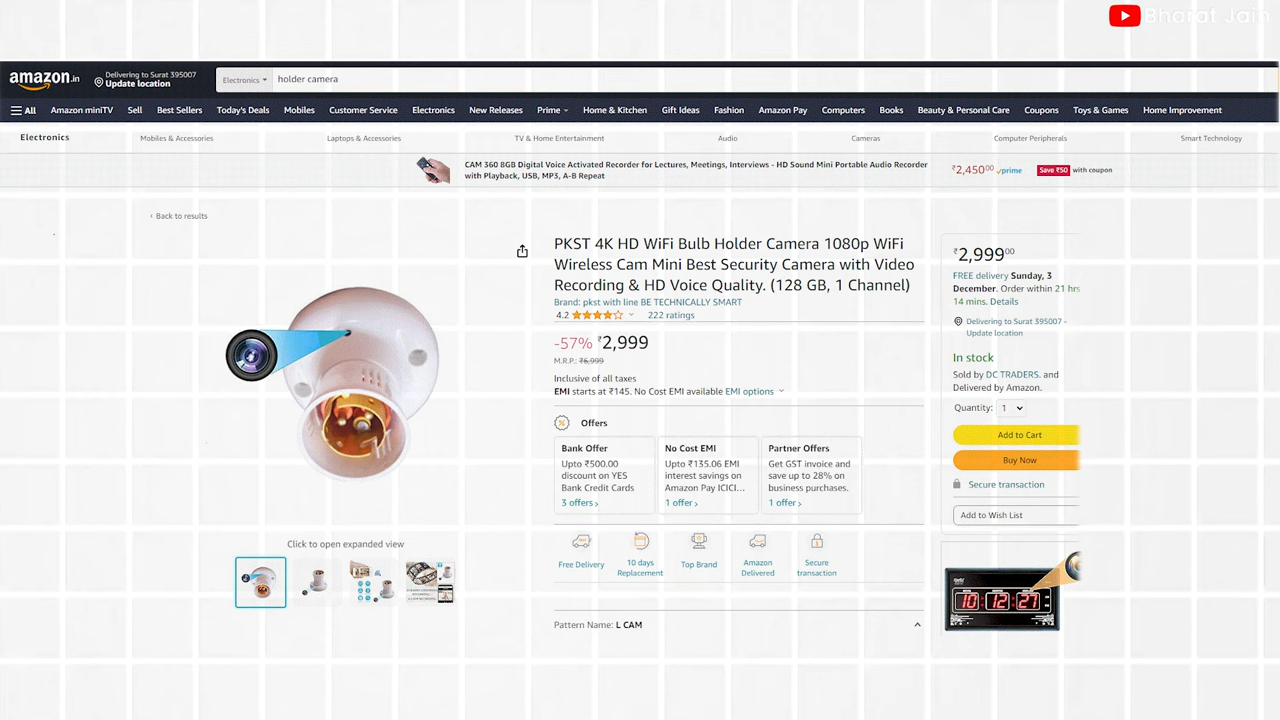 Bharat Jain
amazon.in
Delivering to Surat 395007
Update location
Electronics
holder camera
All
Amazon miniTV
Sell
Best Sellers
Today's Deals
Mobiles
Customer Service
Electronics
New Releases
Prime
Home & Kitchen
Gift Ideas
Fashion
Amazon Pay
Computers
Books
Beauty & Personal Care
Coupons
Toys & Games
Home Improvement
Electronics
Mobiles & Accessories
Laptops & Accessories
TV & Home Entertainment
Audio
Cameras
Computer Peripherals
Smart Technology
CAM 360 8GB Digital Voice Activated Recorder for Lectures, Meetings, Interviews - HD Sound Mini Portable Audio Recorder
with Playback, USB, MP3, A-B Repeat
₹2,45000 prime
Save ₹50 with coupon
‹ Back to results
PKST 4K HD WiFi Bulb Holder Camera 1080p WiFi
Wireless Cam Mini Best Security Camera with Video
Recording & HD Voice Quality. (128 GB, 1 Channel)
Brand: pkst with line BE TECHNICALLY SMART
4.2
222 ratings
-57% ₹2,999
M.R.P.: ₹6,999
Inclusive of all taxes
EMI starts at ₹145. No Cost EMI available EMI options
Offers
Bank Offer
Upto ₹500.00
discount on YES
Bank Credit Cards
3 offers ›
No Cost EMI
Upto ₹135.06 EMI
interest savings on
Amazon Pay ICICI...
1 offer ›
Partner Offers
Get GST invoice and
save up to 28% on
business purchases.
1 offer ›
Free Delivery
10 days
Replacement
Top Brand
Amazon
Delivered
Secure
transaction
Pattern Name: L CAM
Click to open expanded view
₹2,99900
FREE delivery Sunday, 3
December. Order within 21 hrs
14 mins. Details
Delivering to Surat 395007 -
Update location
In stock
Sold by DC TRADERS. and
Delivered by Amazon.
Quantity: 1
Add to Cart
Buy Now
Secure transaction
Add to Wish List
10 12 27